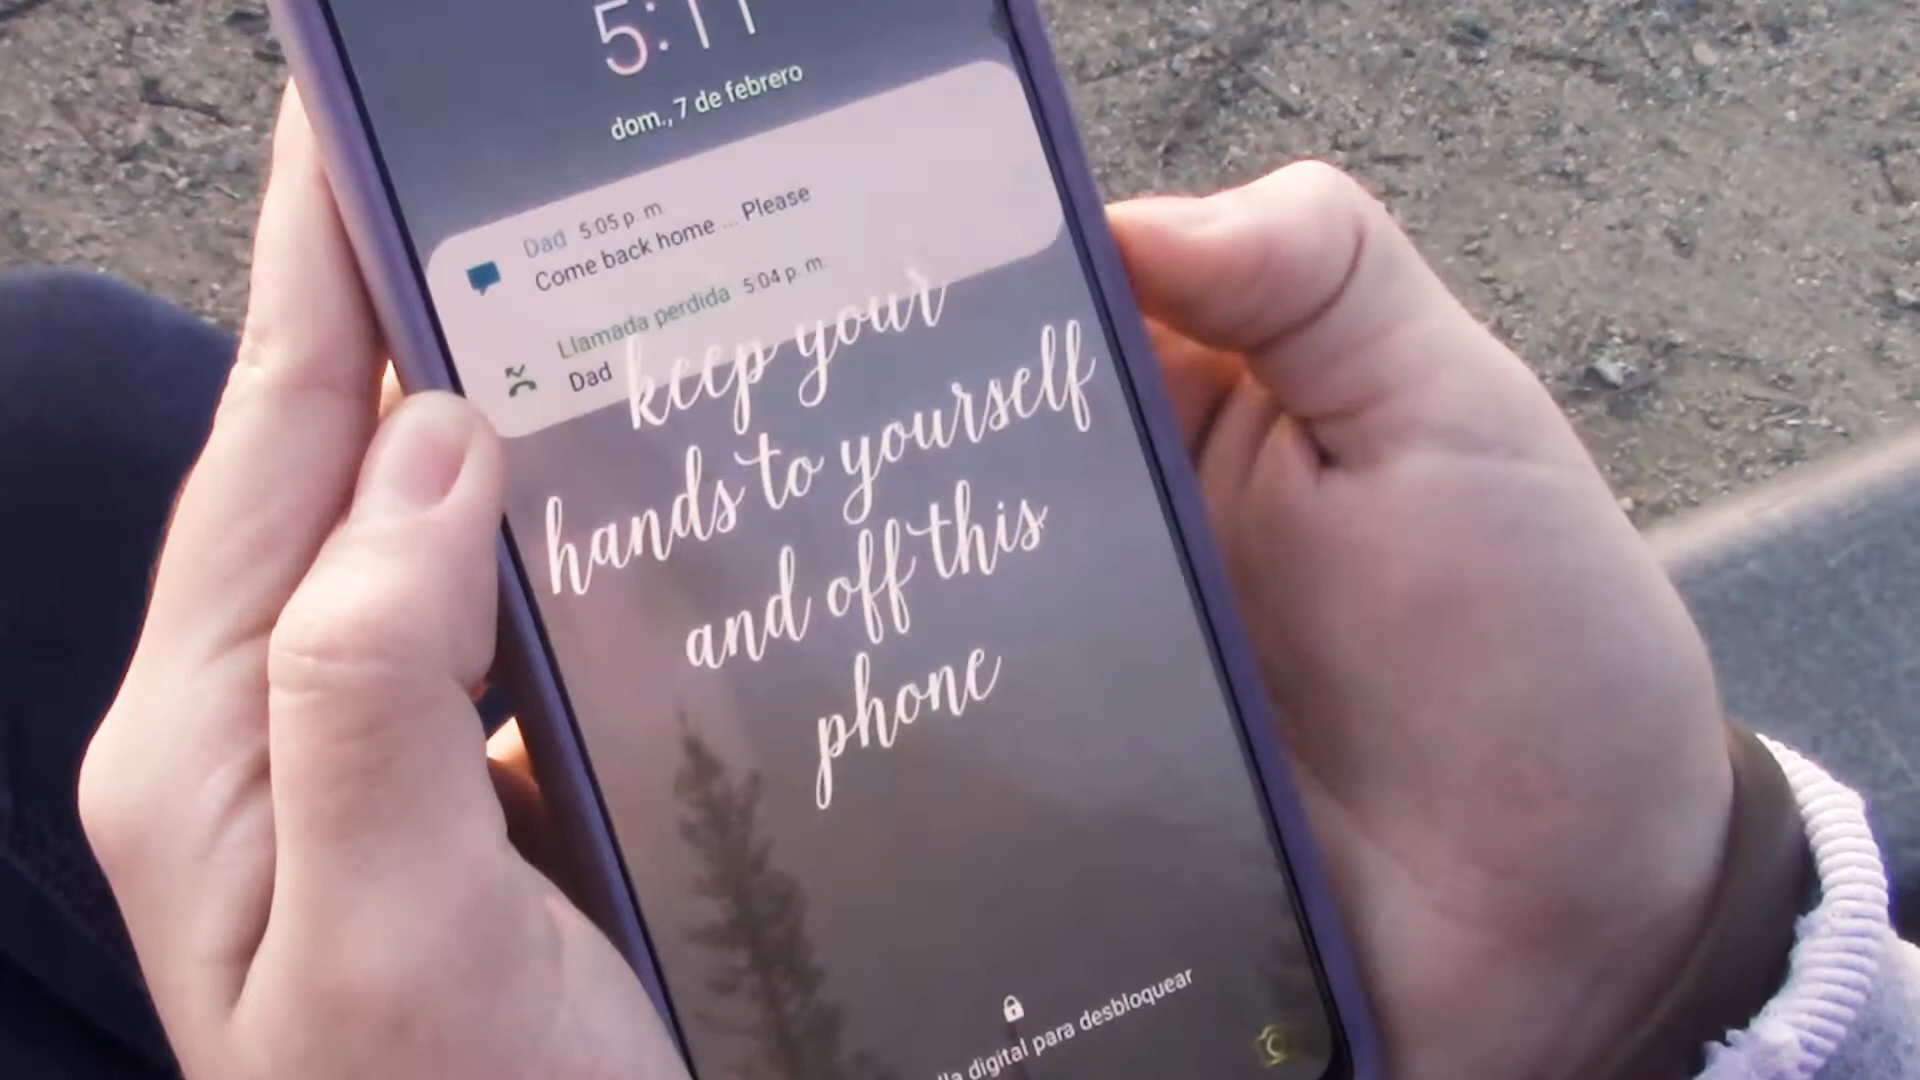 5:11
dom., 7 de febrero
Dad 5:05 p. m.
Come back home ... Please
Llamada perdida 5:04 p. m.
Dad
keep your
hands to yourself
and off this
phone
digital para desbloquear